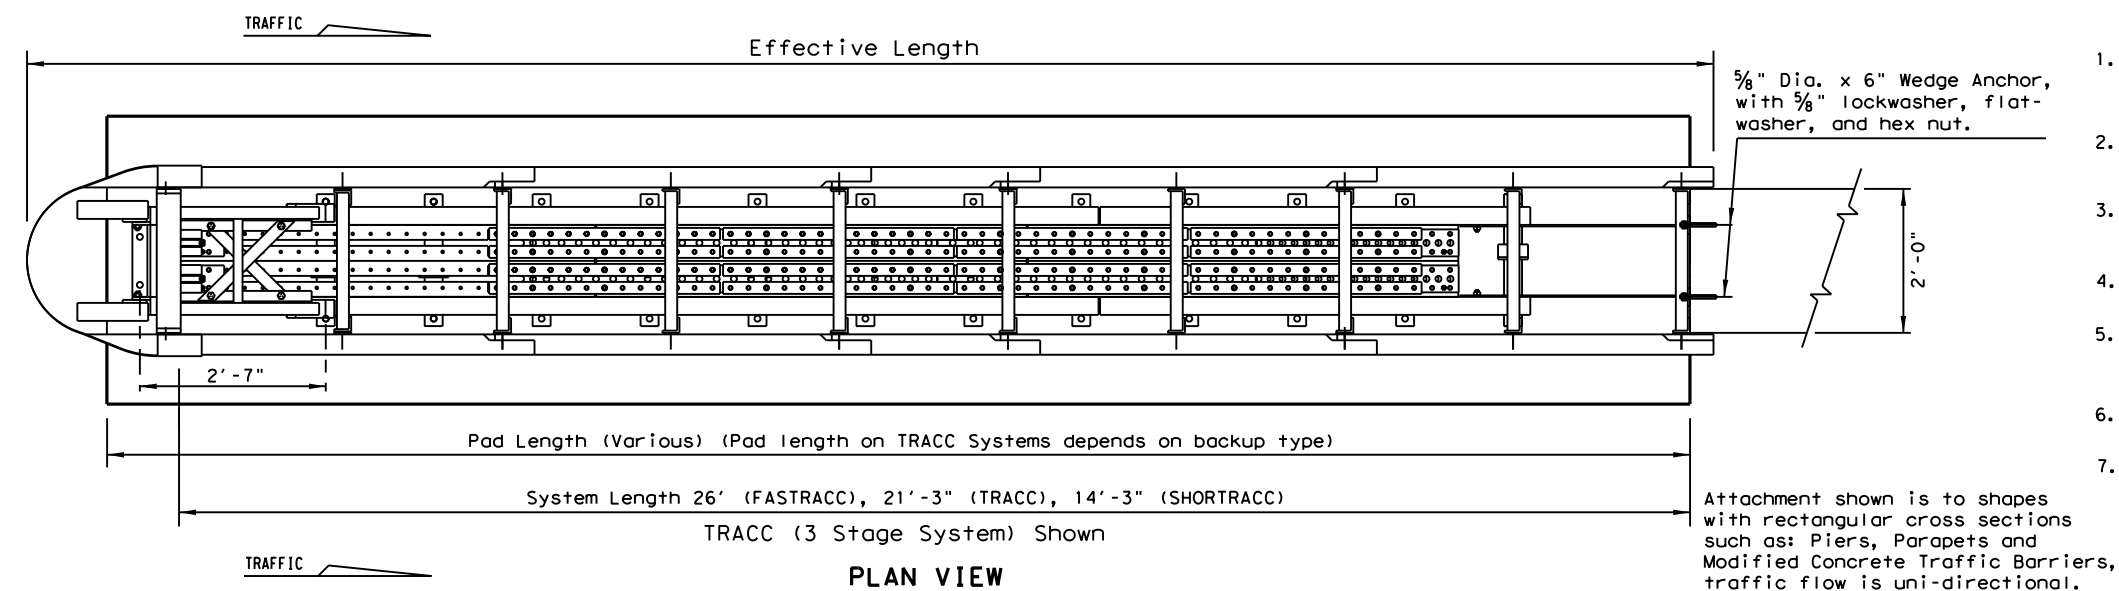 TRAFFIC
Effective Length
⅝" Dia. x 6" Wedge Anchor,
with ⅝" lockwasher, flat-
washer, and hex nut.
1.
2.
3.
4.
5.
6.
7.
2'-0"
2'-7"
Pad Length (Various) (Pad length on TRACC Systems depends on backup type)
System Length 26' (FASTRACC), 21'-3" (TRACC), 14'-3" (SHORTRACC)
TRACC (3 Stage System) Shown
TRAFFIC
PLAN VIEW
Attachment shown is to shapes
with rectangular cross sections
such as: Piers, Parapets and
Modified Concrete Traffic Barriers,
traffic flow is uni-directional.